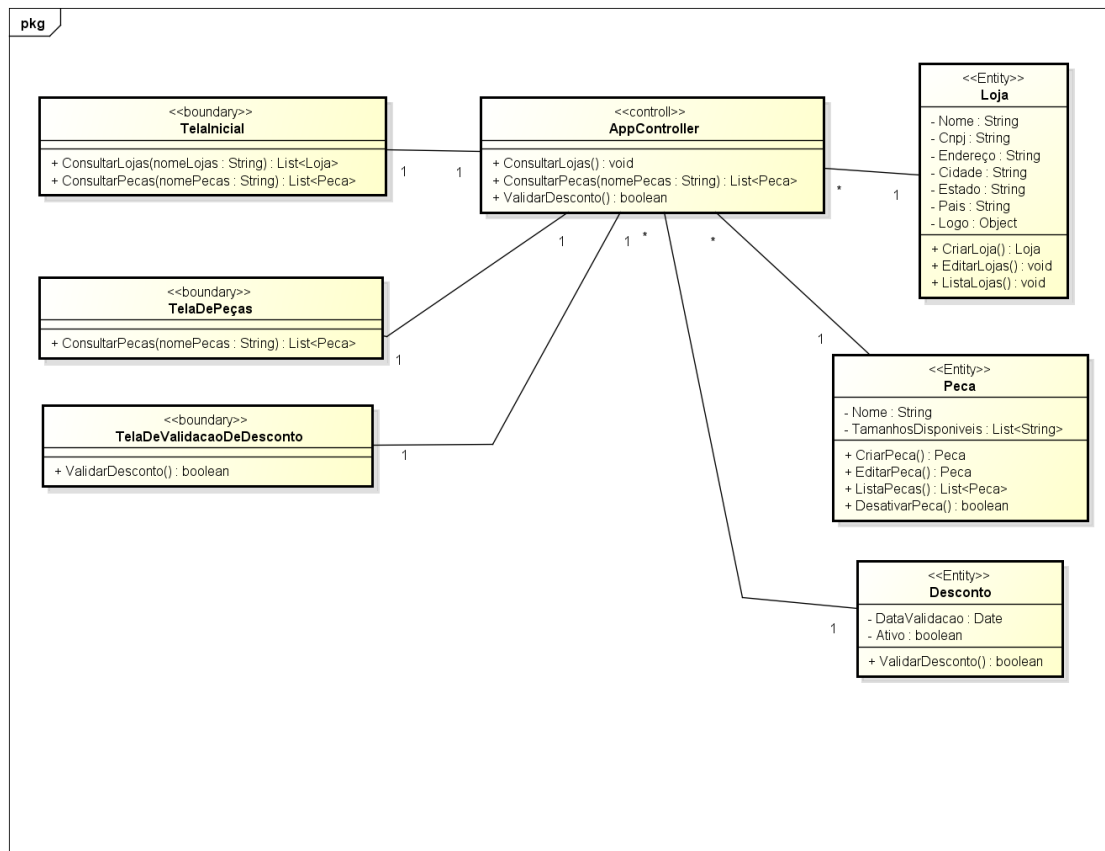 pkg
<<boundary>>
TelaInicial
+ ConsultarLojas(nomeLojas : String) : List<Loja>
+ ConsultarPecas(nomePecas : String) : List<Peca>
1
1
<<controll>>
AppController
+ ConsultarLojas() : void
+ ConsultarPecas(nomePecas : String) : List<Peca>
+ ValidarDesconto() : boolean
*
1
<<Entity>>
Loja
- Nome : String
- Cnpj : String
- Endereço : String
- Cidade : String
- Estado : String
- Pais : String
- Logo : Object
+ CriarLoja() : Loja
+ EditarLojas() : void
+ ListaLojas() : void
1
1
*
*
<<boundary>>
TelaDePeças
+ ConsultarPecas(nomePecas : String) : List<Peca>
1
1
<<Entity>>
Peca
- Nome : String
- TamanhosDisponiveis : List<String>
+ CriarPeca() : Peca
+ EditarPeca() : Peca
+ ListaPecas() : List<Peca>
+ DesativarPeca() : boolean
<<boundary>>
TelaDeValidacaoDeDesconto
+ ValidarDesconto() : boolean
1
<<Entity>>
Desconto
- DataValidacao : Date
- Ativo : boolean
+ ValidarDesconto() : boolean
1